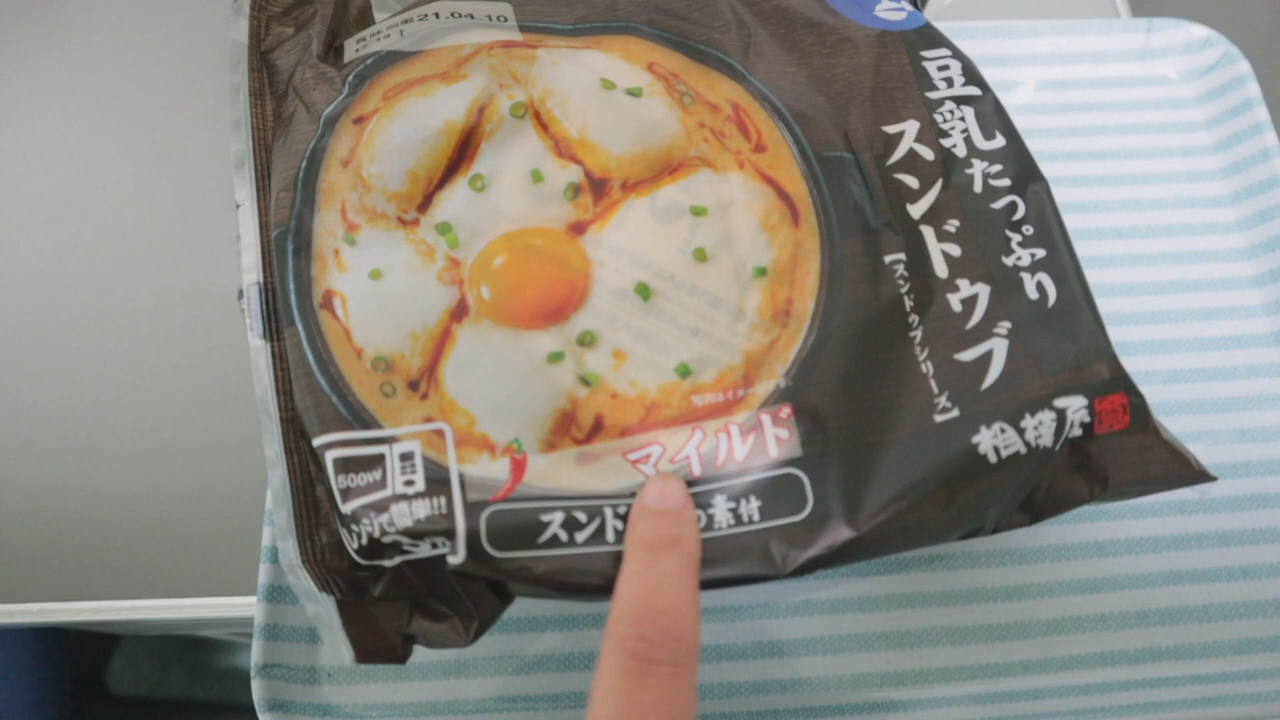 賞味期限21.04.10
豆乳たっぷり
スンドゥブ
【スンドゥブシリーズ】
相模屋
マイルド
500W
レンジで簡単!!
スンド の素付